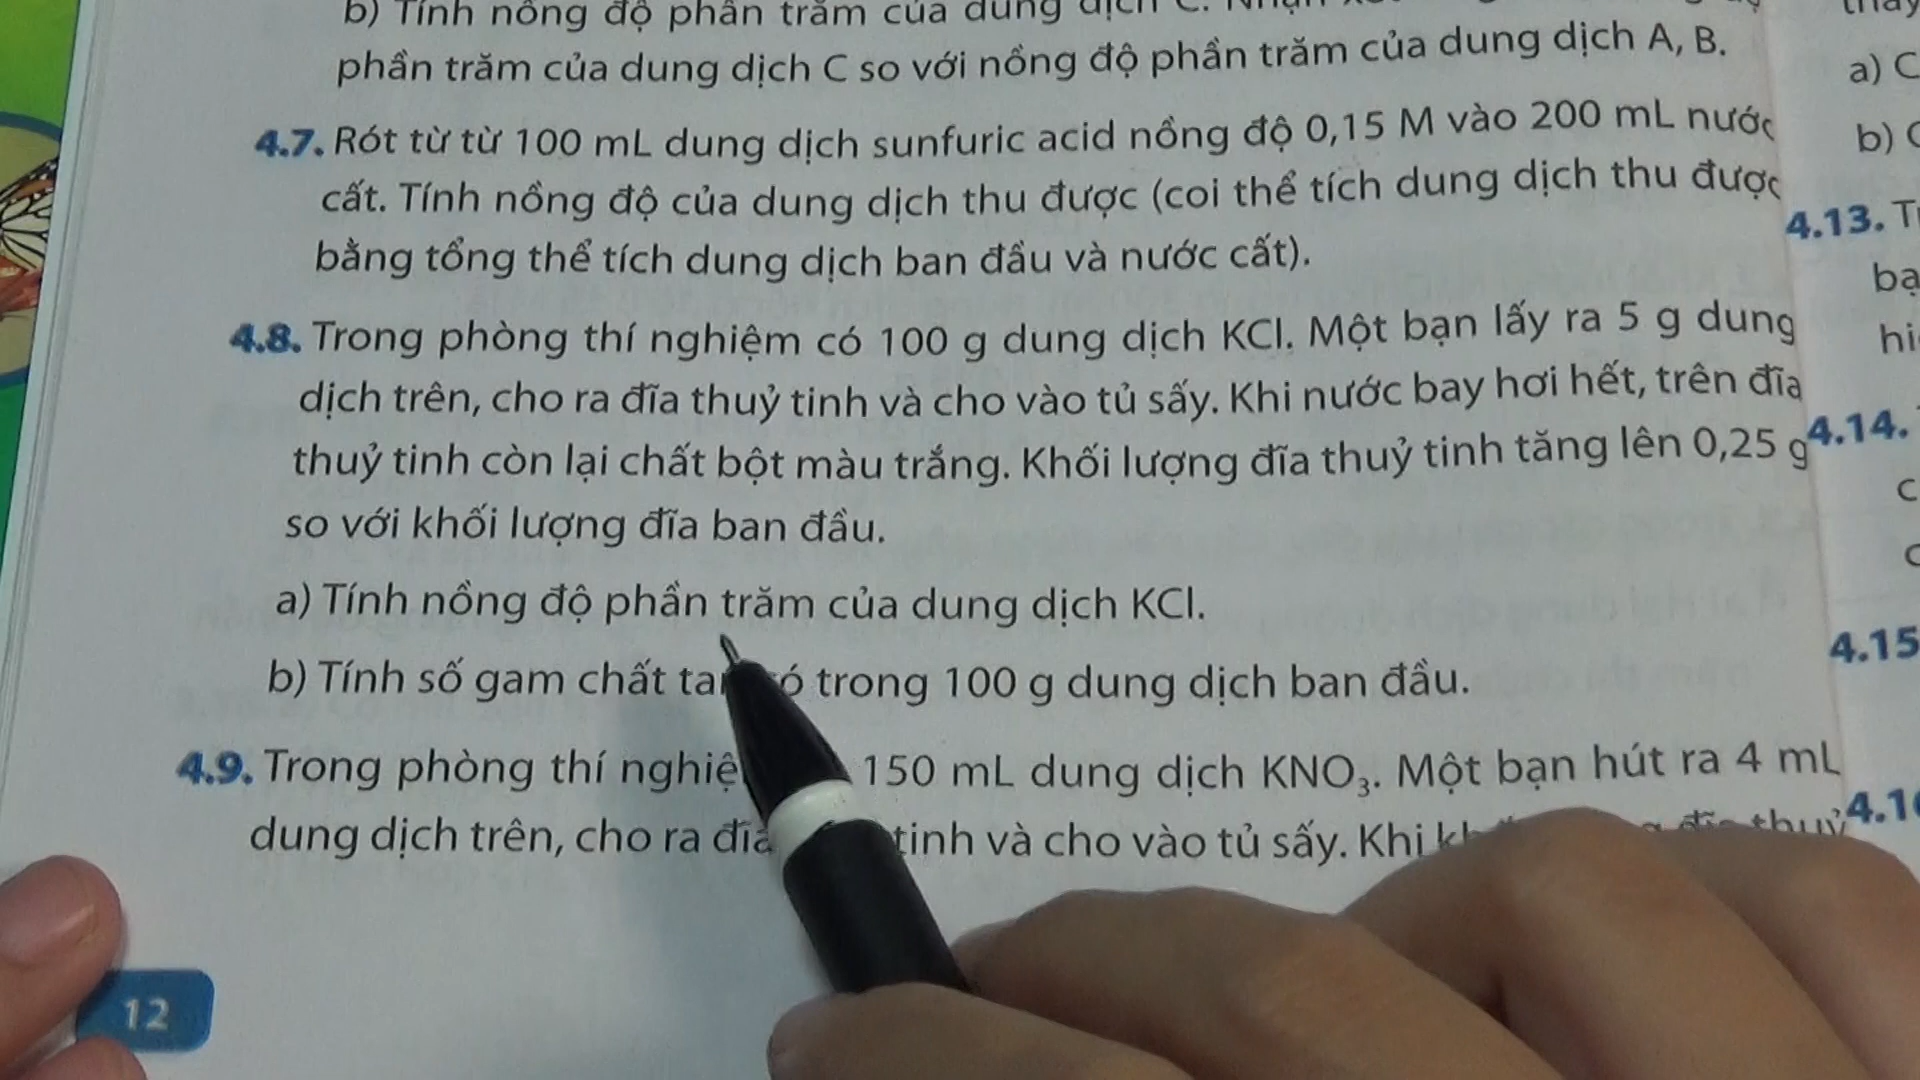 b) Tính nồng độ phần trăm của dung dịch C.
phần trăm của dung dịch C so với nồng độ phần trăm của dung dịch A, B.
4.7. Rót từ từ 100 mL dung dịch sunfuric acid nồng độ 0,15 M vào 200 mL nước
cất. Tính nồng độ của dung dịch thu được (coi thể tích dung dịch thu được
bằng tổng thể tích dung dịch ban đầu và nước cất).
4.8. Trong phòng thí nghiệm có 100 g dung dịch KCl. Một bạn lấy ra 5 g dung
dịch trên, cho ra đĩa thuỷ tinh và cho vào tủ sấy. Khi nước bay hơi hết, trên đĩa
thuỷ tinh còn lại chất bột màu trắng. Khối lượng đĩa thuỷ tinh tăng lên 0,25 g
so với khối lượng đĩa ban đầu.
a) Tính nồng độ phần trăm của dung dịch KCl.
b) Tính số gam chất trong 100 g dung dịch ban đầu.
4.9. Trong phòng thí 150 mL dung dịch KNO₃. Một bạn hút ra 4 mL
dung dịch trên, cho ra đĩa tinh và cho vào tủ sấy. Khi thuỷ
12
a) C
b) C
4.13.
4.14.
4.15